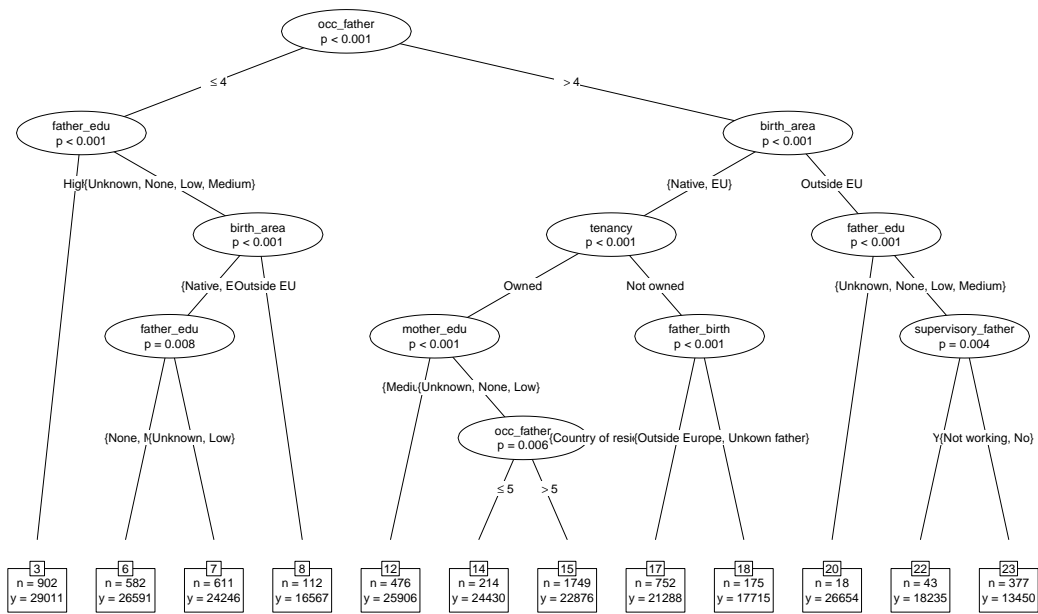 occ_father
p < 0.001
≤ 4
> 4
father_edu
p < 0.001
birth_area
p < 0.001
{Unknown, None, Low, Medium}
{Native, EU}
Outside EU
birth_area
p < 0.001
tenancy
p < 0.001
father_edu
p < 0.001
Outside EU
Owned
Not owned
{Unknown, None, Low, Medium}
father_edu
p = 0.008
mother_edu
p < 0.001
father_birth
p < 0.001
supervisory_father
p = 0.004
{Unknown, None, Low}
{Unknown, Low}
occ_father
p = 0.006
{Outside Europe, Unkown father}
{Not working, No}
≤ 5
> 5
3
n = 902
y = 29011
6
n = 582
y = 26591
7
n = 611
y = 24246
8
n = 112
y = 16567
12
n = 476
y = 25906
14
n = 214
y = 24430
15
n = 1749
y = 22876
17
n = 752
y = 21288
18
n = 175
y = 17715
20
n = 18
y = 26654
22
n = 43
y = 18235
23
n = 377
y = 13450